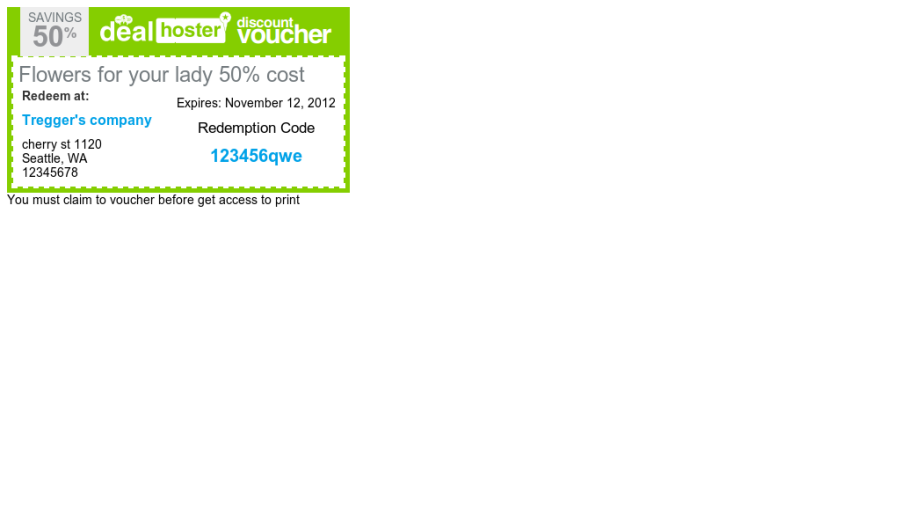 SAVINGS
50%
deal hoster
discount
voucher
Flowers for your lady 50% cost
Redeem at:
Tregger's company
cherry st 1120
Seattle, WA
12345678
Expires: November 12, 2012
Redemption Code
123456qwe
You must claim to voucher before get access to print